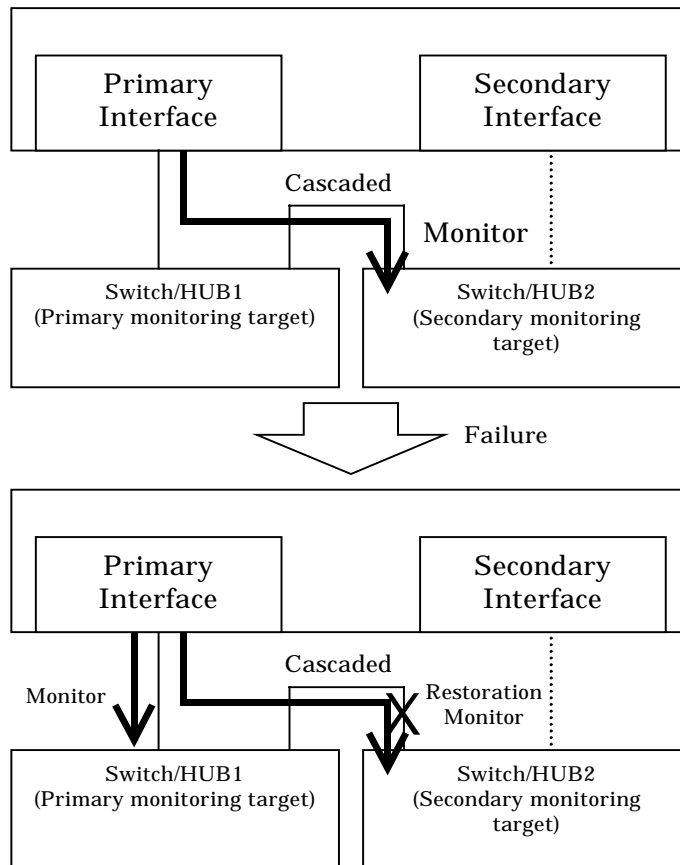 Primary
Interface
Secondary
Interface
Cascaded
Monitor
Switch/HUB1
(Primary monitoring target)
Switch/HUB2
(Secondary monitoring
target)
Failure
Primary
Interface
Secondary
Interface
Cascaded
Monitor
Restoration
Monitor
Switch/HUB1
(Primary monitoring target)
Switch/HUB2
(Secondary monitoring
target)